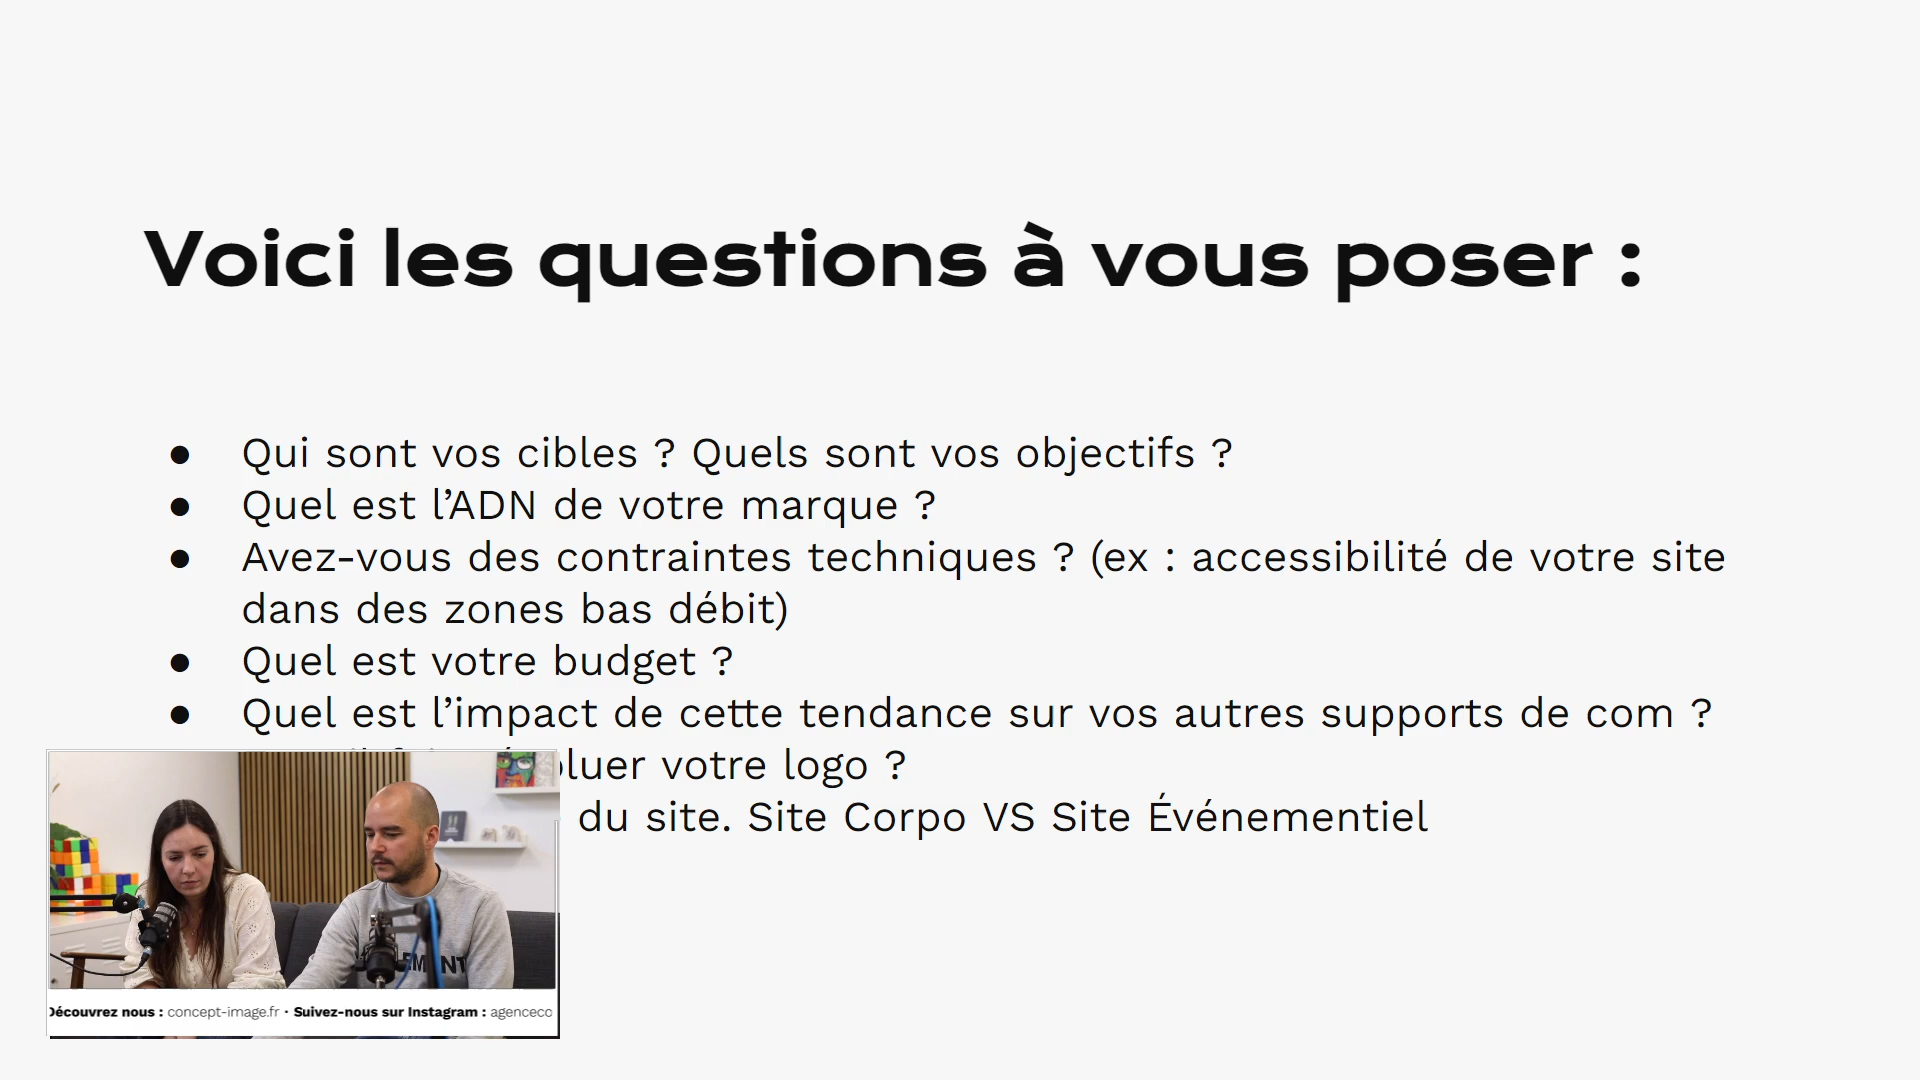 Voici les questions à vous poser :
● Qui sont vos cibles ? Quels sont vos objectifs ?
● Quel est l’ADN de votre marque ?
● Avez-vous des contraintes techniques ? (ex : accessibilité de votre site
dans des zones bas débit)
● Quel est votre budget ?
● Quel est l’impact de cette tendance sur vos autres supports de com ?
luer votre logo ?
du site. Site Corpo VS Site Événementiel
Découvrez nous : concept-image.fr · Suivez-nous sur Instagram : agencecc